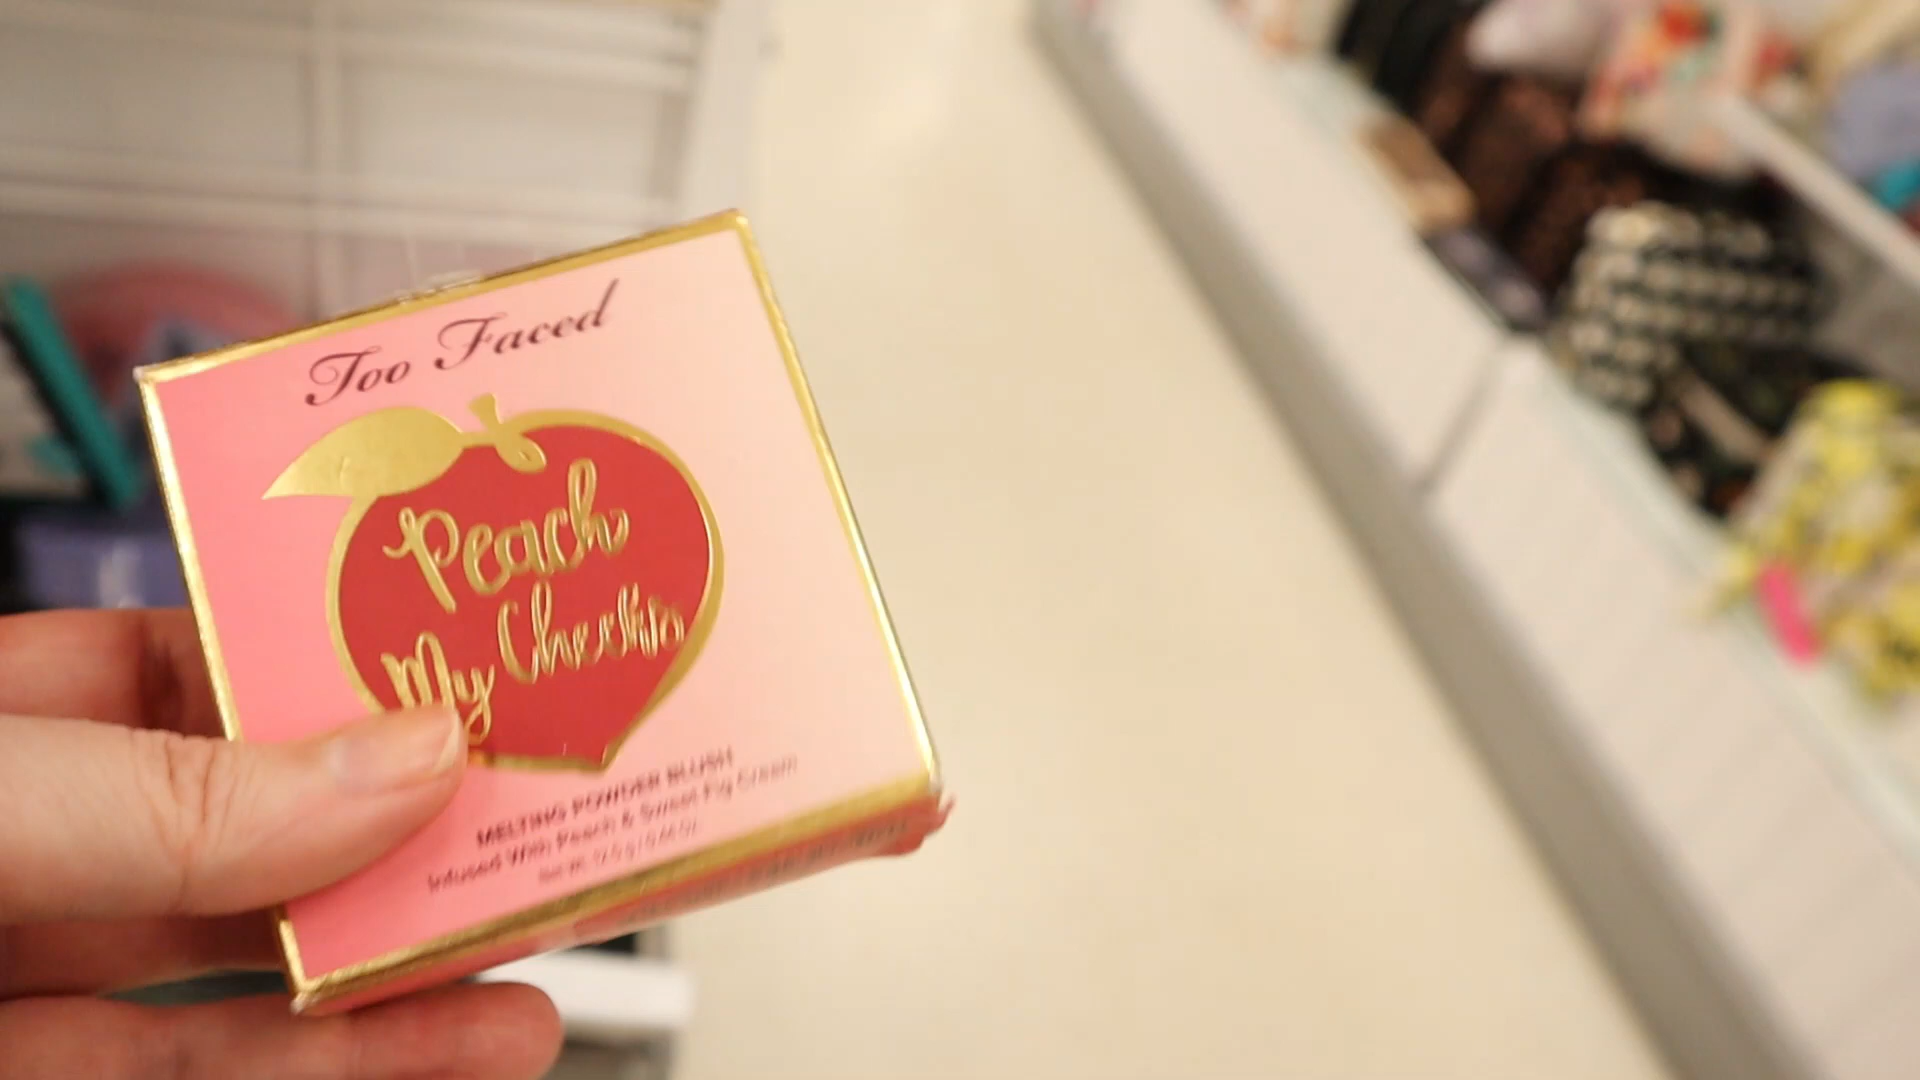 Too Faced
Peach
My Cheeks
MELTING POWDER BLUSH
Infused With Peach & Sweet Fig Cream